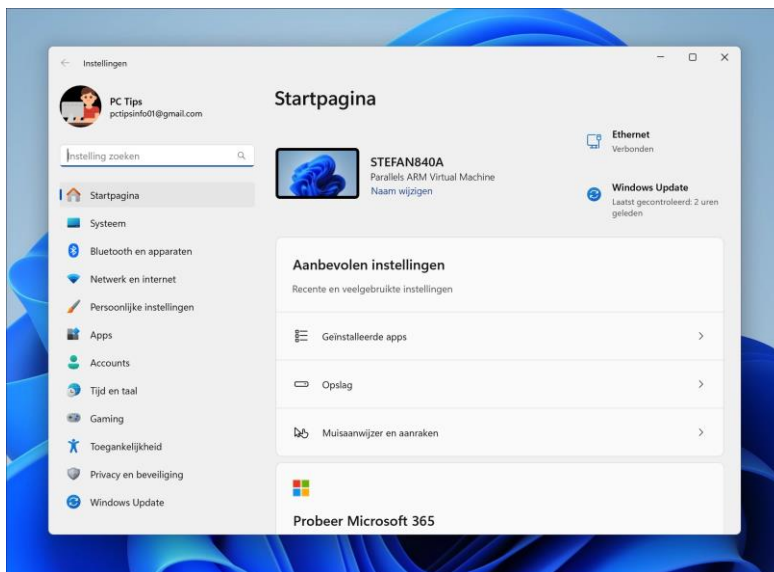 Instellingen
PC Tips
pctipsinfo01@gmail.com
Instelling zoeken
Startpagina
Systeem
Bluetooth en apparaten
Netwerk en internet
Persoonlijke instellingen
Apps
Accounts
Tijd en taal
Gaming
Toegankelijkheid
Privacy en beveiliging
Windows Update
Startpagina
STEFAN840A
Parallels ARM Virtual Machine
Naam wijzigen
Ethernet
Verbonden
Windows Update
Laatst gecontroleerd: 2 uren
geleden
Aanbevolen instellingen
Recente en veelgebruikte instellingen
Geïnstalleerde apps
Opslag
Muisaanwijzer en aanraken
Probeer Microsoft 365